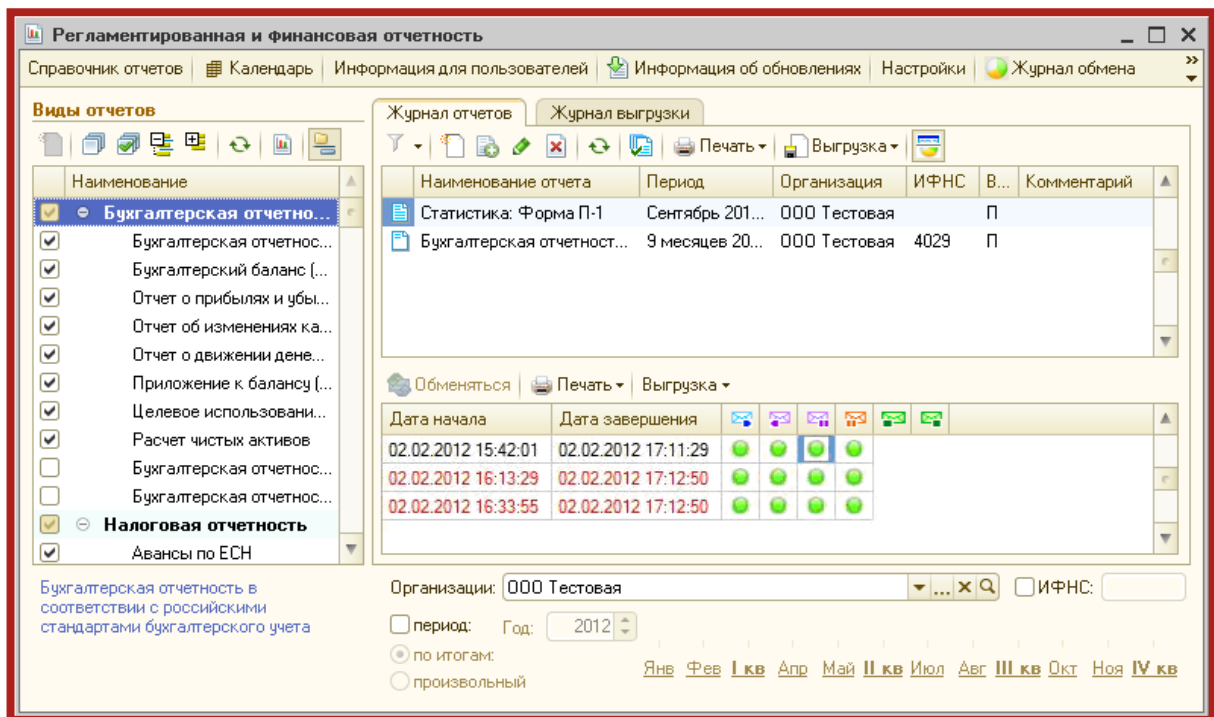 Регламентированная и финансовая отчетность
Справочник отчетов Календарь Информация для пользователей Информация об обновлениях Настройки Журнал обмена
Виды отчетов
Журнал отчетов Журнал выгрузки
Печать Выгрузка
Наименование
Наименование отчета Период Организация ИФНС В... Комментарий
Бухгалтерская отчетно...
Статистика: Форма П-1 Сентябрь 201... ООО Тестовая П
Бухгалтерская отчетнос...
Бухгалтерская отчетност... 9 месяцев 20... ООО Тестовая 4029 П
Бухгалтерский баланс (...
Отчет о прибылях и убы...
Отчет об изменениях ка...
Отчет о движении дене...
Приложение к балансу (...
Обменяться Печать Выгрузка
Целевое использовани...
Дата начала Дата завершения
Расчет чистых активов
02.02.2012 15:42:01 02.02.2012 17:11:29
Бухгалтерская отчетнос...
02.02.2012 16:13:29 02.02.2012 17:12:50
Бухгалтерская отчетнос...
02.02.2012 16:33:55 02.02.2012 17:12:50
Налоговая отчетность
Авансы по ЕСН
Бухгалтерская отчетность в
соответствии с российскими
стандартами бухгалтерского учета
Организации: ООО Тестовая ... ИФНС:
период: Год: 2012
по итогам:
произвольный
Янв Фев I кв Апр Май II кв Июл Авг III кв Окт Ноя IV кв